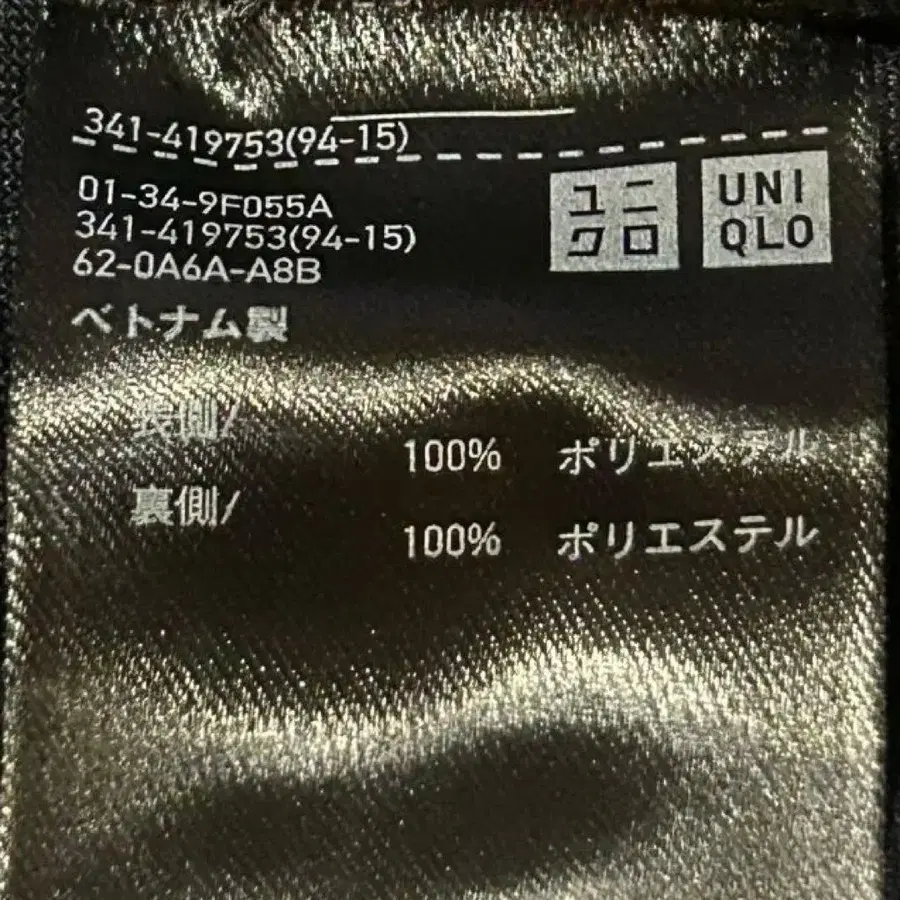 341-419753(94-15)
01-34-9F055A
341-419753(94-15)
62-0A6A-A8B
ユニ
クロ
UNI
QLO
ベトナム製
表側/
100% ポリエステル
裏側/
100% ポリエステル